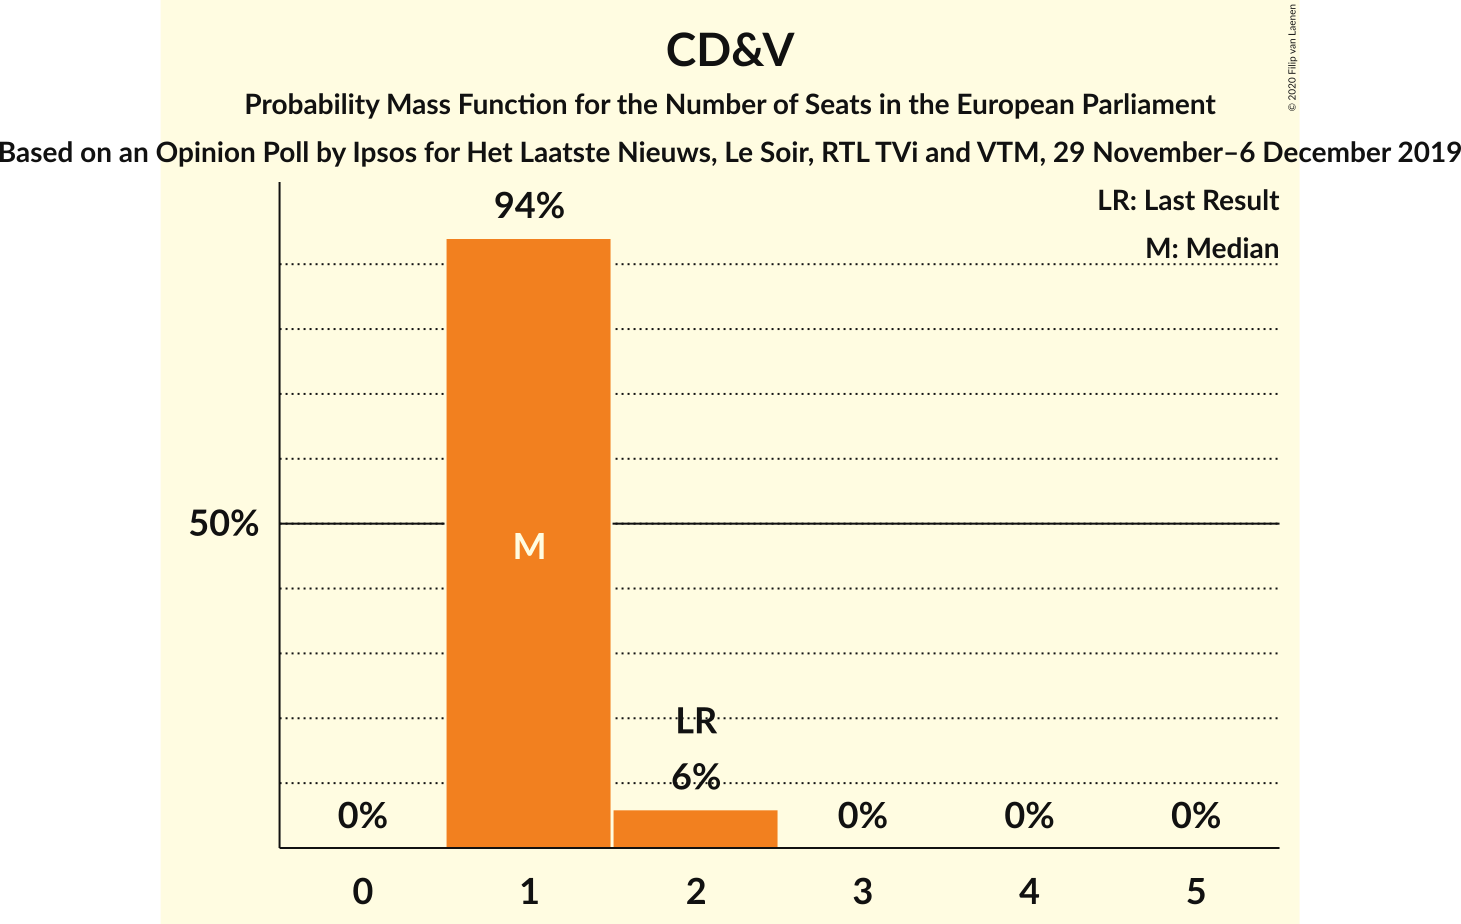 © 2020 Filip van Laenen
CD&V
Probability Mass Function for the Number of Seats in the European Parliament
Based on an Opinion Poll by Ipsos for Het Laatste Nieuws, Le Soir, RTL TVi and VTM, 29 November–6 December 2019
LR: Last Result
M: Median
94%
50%
M
LR
6%
0%
0%
0%
0%
0 1 2 3 4 5